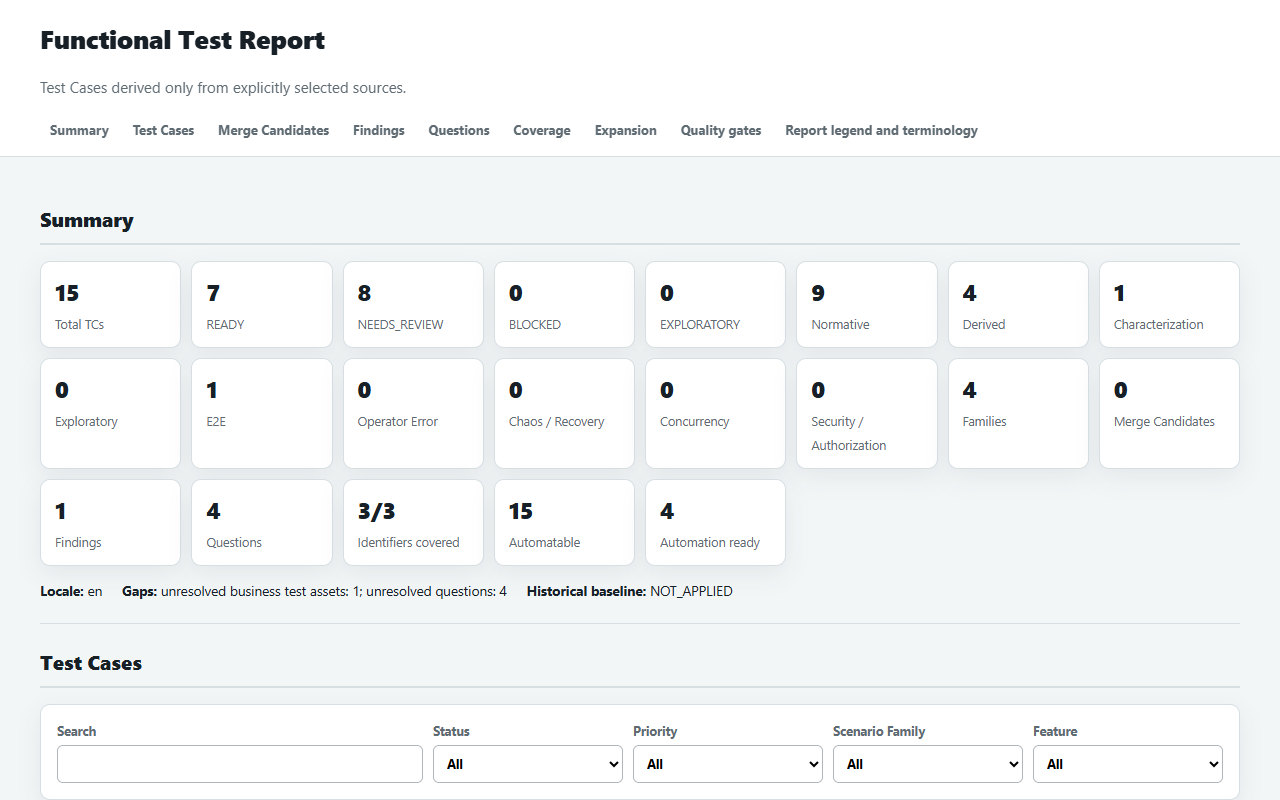 Functional Test Report
Test Cases derived only from explicitly selected sources.
Summary Test Cases Merge Candidates Findings Questions Coverage Expansion Quality gates Report legend and terminology
Summary
15 7 8 0 0 9 4 1
Total TCs READY NEEDS_REVIEW BLOCKED EXPLORATORY Normative Derived Characterization
0 1 0 0 0 0 4 0
Exploratory E2E Operator Error Chaos / Recovery Concurrency Security / Families Merge Candidates
Authorization
1 4 3/3 15 4
Findings Questions Identifiers covered Automatable Automation ready
Locale: en Gaps: unresolved business test assets: 1; unresolved questions: 4 Historical baseline: NOT_APPLIED
Test Cases
Search Status Priority Scenario Family Feature
All All All All